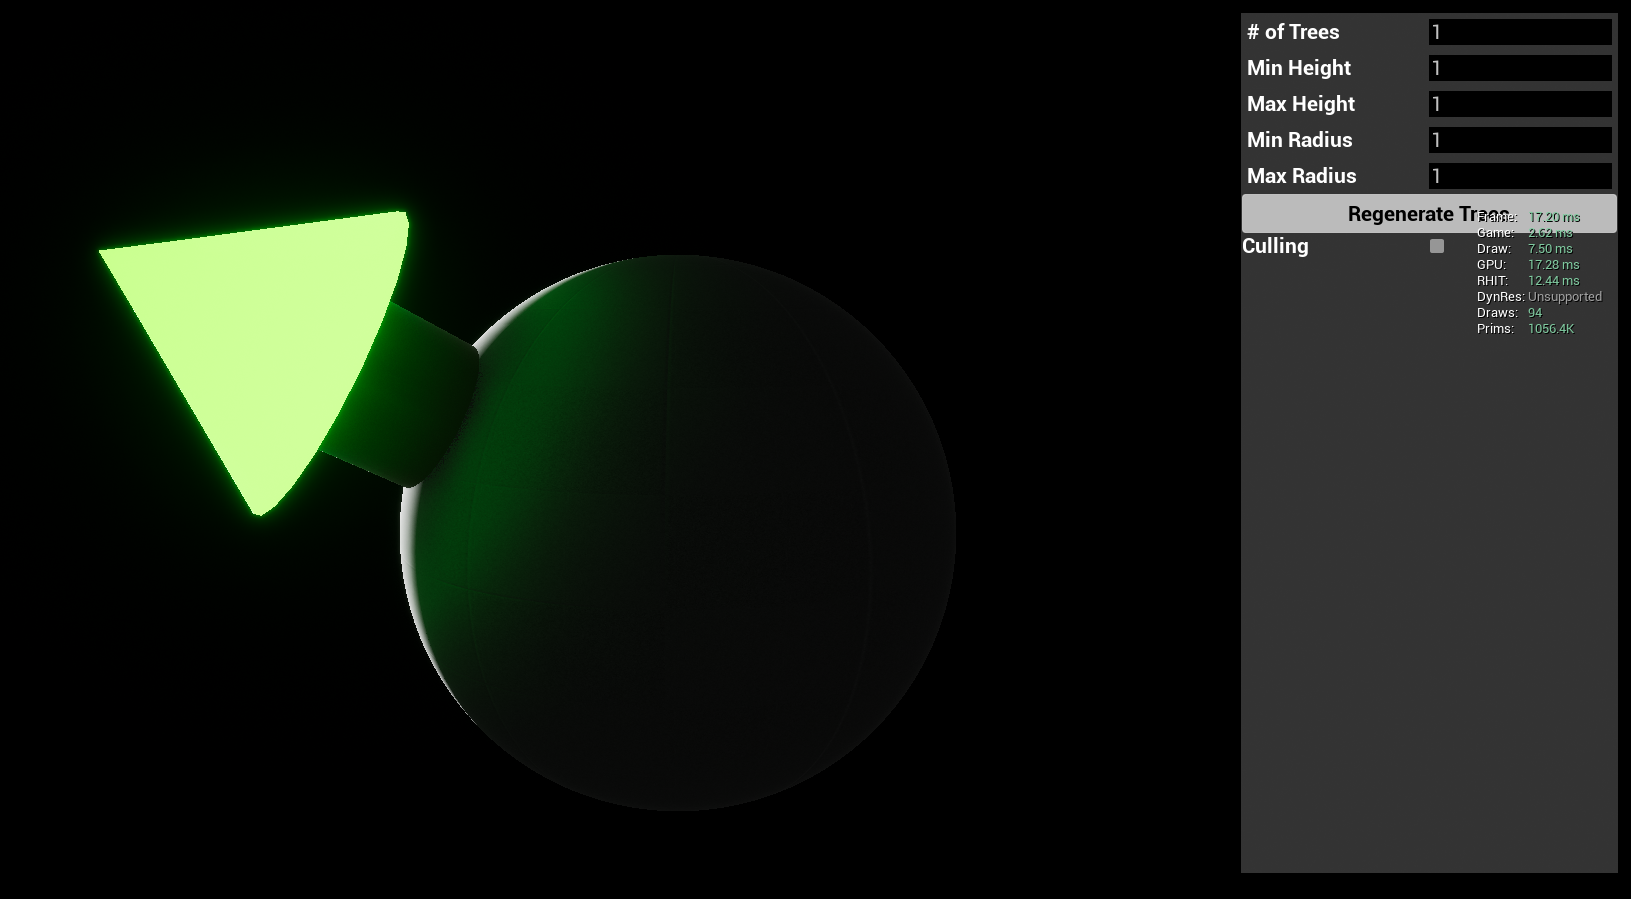 # of Trees 1
Min Height 1
Max Height 1
Min Radius 1
Max Radius 1
Regenerate Trees
Frame: 17.20 ms
Game: 2.62 ms
Culling
Draw: 7.50 ms
GPU: 17.28 ms
RHIT: 12.44 ms
DynRes: Unsupported
Draws: 94
Prims: 1056.4K